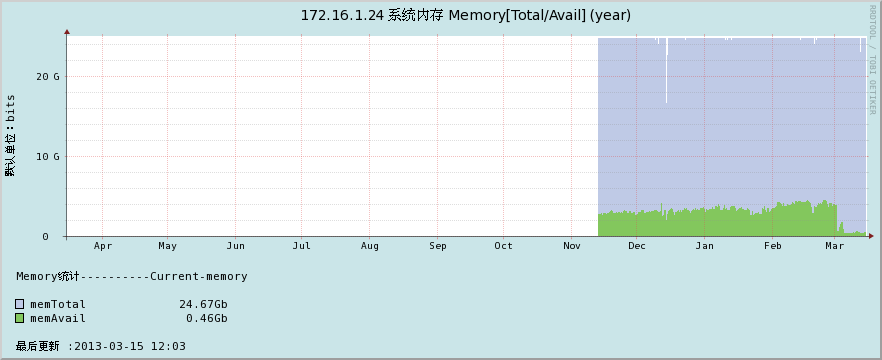 172.16.1.24 系统内存 Memory[Total/Avail] (year)
RRDTOOL / TOBI OETIKER
默认单位：bits
20 G
10 G
0
Apr May Jun Jul Aug Sep Oct Nov Dec Jan Feb Mar
Memory统计----------Current-memory
memTotal 24.67Gb
memAvail 0.46Gb
最后更新 :2013-03-15 12:03